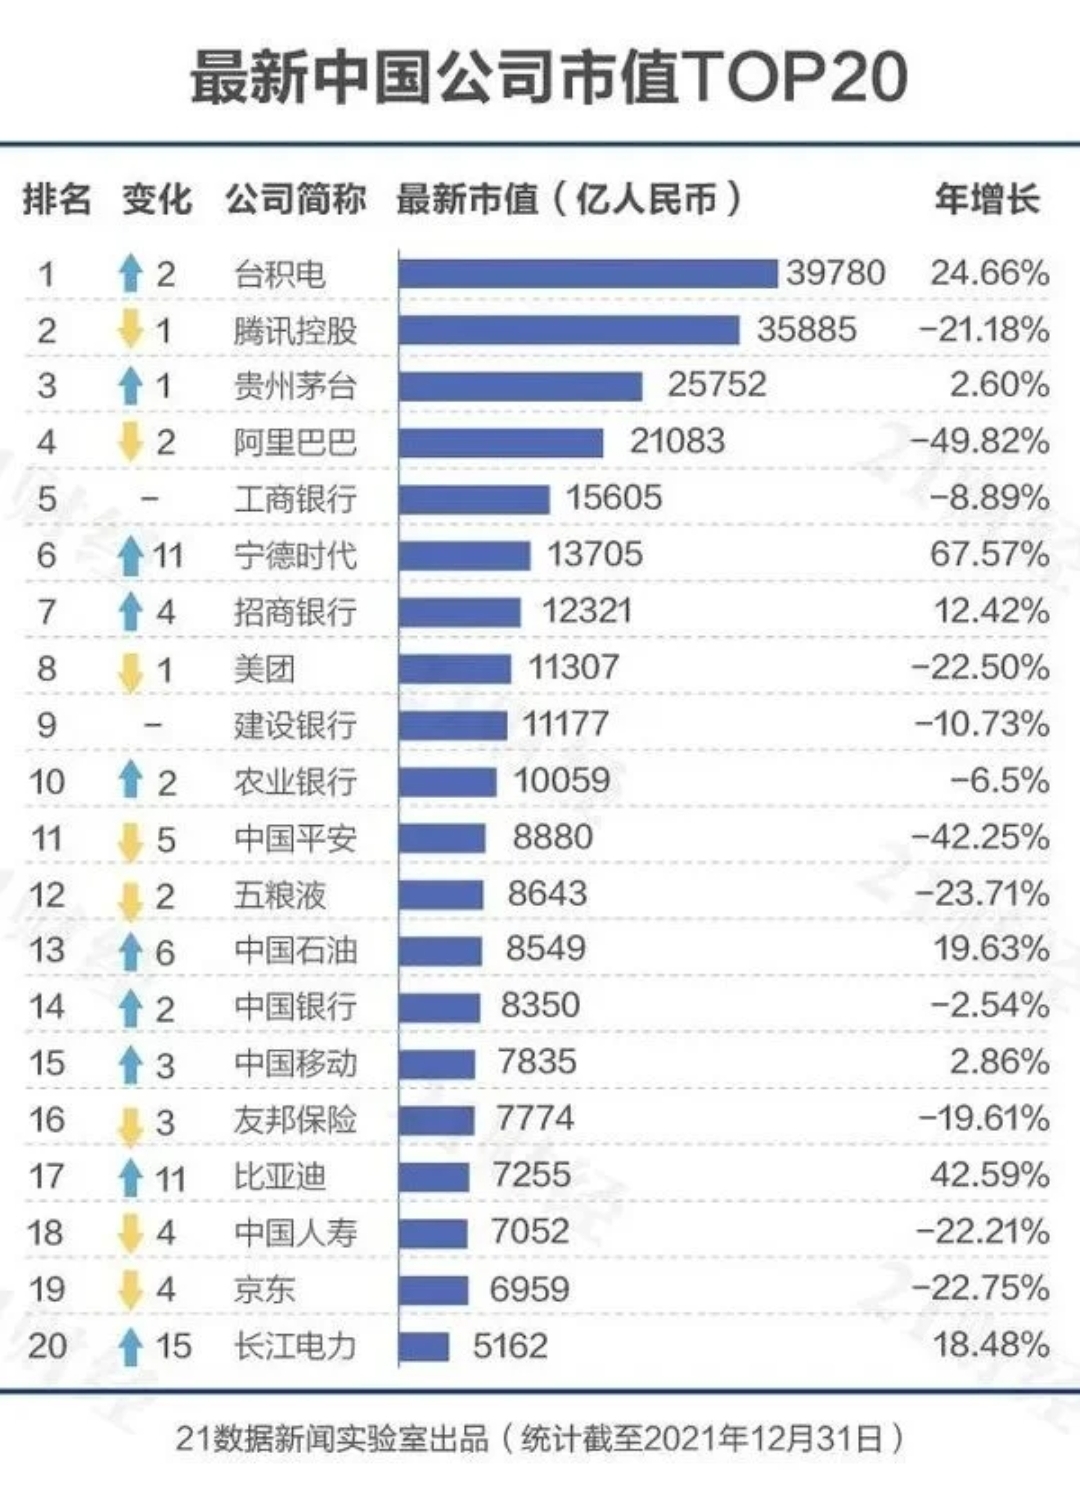 最新中国公司市值TOP20
排名 变化 公司简称 最新市值（亿人民币） 年增长
1 2 台积电 39780 24.66%
2 1 腾讯控股 35885 −21.18%
3 1 贵州茅台 25752 2.60%
4 2 阿里巴巴 21083 −49.82%
5 − 工商银行 15605 −8.89%
6 11 宁德时代 13705 67.57%
7 4 招商银行 12321 12.42%
8 1 美团 11307 −22.50%
9 − 建设银行 11177 −10.73%
10 2 农业银行 10059 −6.5%
11 5 中国平安 8880 −42.25%
12 2 五粮液 8643 −23.71%
13 6 中国石油 8549 19.63%
14 2 中国银行 8350 −2.54%
15 3 中国移动 7835 2.86%
16 3 友邦保险 7774 −19.61%
17 11 比亚迪 7255 42.59%
18 4 中国人寿 7052 −22.21%
19 4 京东 6959 −22.75%
20 15 长江电力 5162 18.48%
21数据新闻实验室出品（统计截至2021年12月31日）